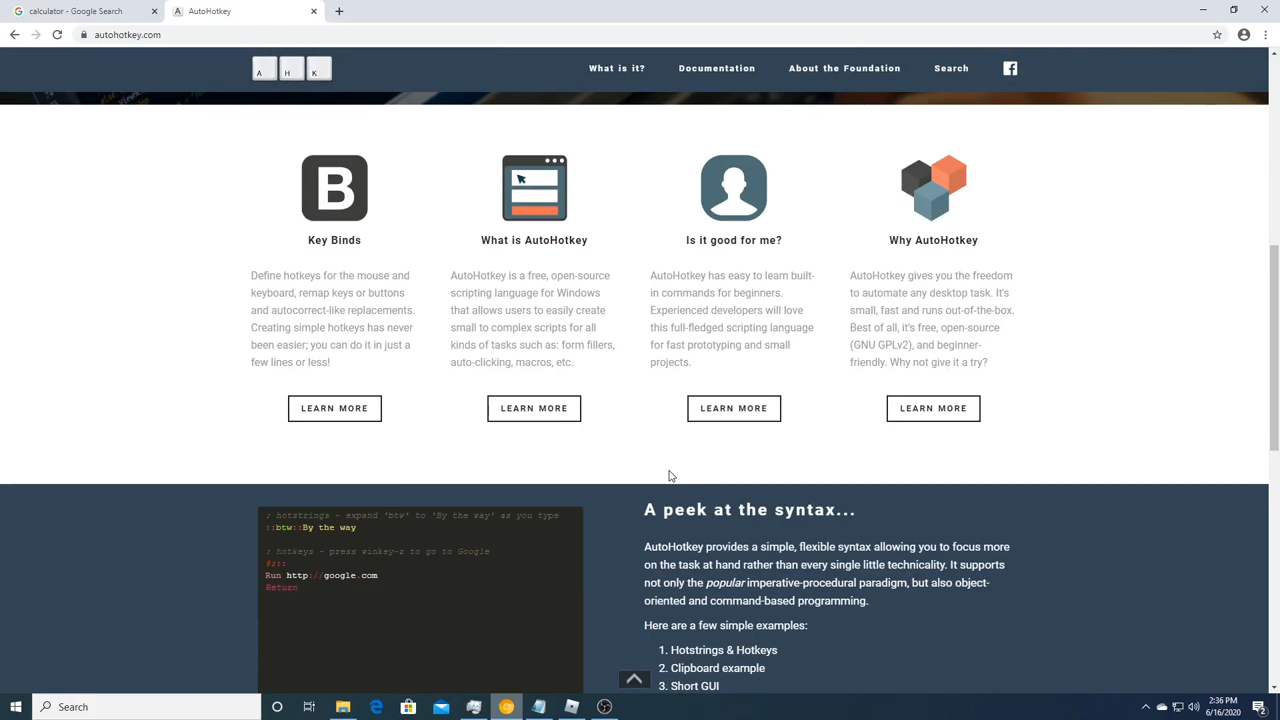 calculator - Google Search
AutoHotkey
autohotkey.com
A H K
What is it?
Documentation
About the Foundation
Search
B
Key Binds
Define hotkeys for the mouse and
keyboard, remap keys or buttons
and autocorrect-like replacements.
Creating simple hotkeys has never
been easier; you can do it in just a
few lines or less!
LEARN MORE
What is AutoHotkey
AutoHotkey is a free, open-source
scripting language for Windows
that allows users to easily create
small to complex scripts for all
kinds of tasks such as: form fillers,
auto-clicking, macros, etc.
LEARN MORE
Is it good for me?
AutoHotkey has easy to learn built-
in commands for beginners.
Experienced developers will love
this full-fledged scripting language
for fast prototyping and small
projects.
LEARN MORE
Why AutoHotkey
AutoHotkey gives you the freedom
to automate any desktop task. It's
small, fast and runs out-of-the-box.
Best of all, it's free, open-source
(GNU GPLv2), and beginner-
friendly. Why not give it a try?
LEARN MORE
; hotstrings - expand 'btw' to 'By the way' as you type
::btw::By the way
; hotkeys - press winkey-z to go to Google
#z::
Run http://google.com
Return
A peek at the syntax...
AutoHotkey provides a simple, flexible syntax allowing you to focus more
on the task at hand rather than every single little technicality. It supports
not only the popular imperative-procedural paradigm, but also object-
oriented and command-based programming.
Here are a few simple examples:
1. Hotstrings & Hotkeys
2. Clipboard example
3. Short GUI
Search
2:36 PM
6/16/2020
2